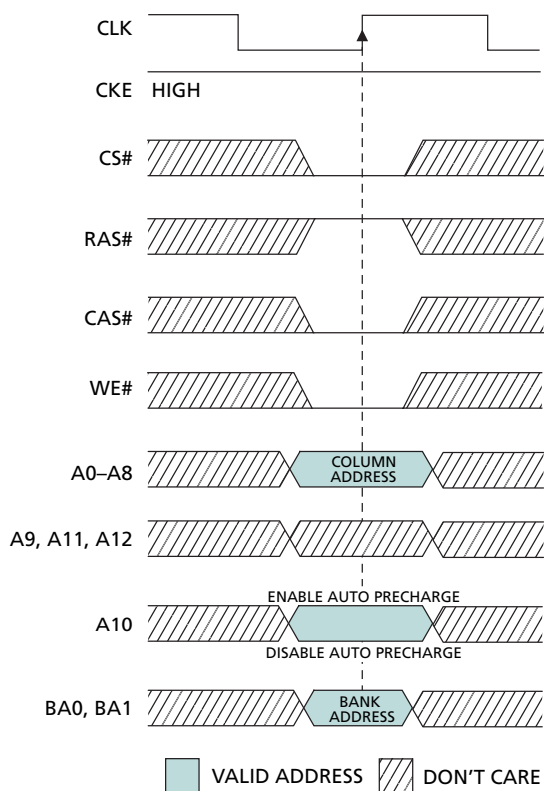 CLK
CKE HIGH
CS#
RAS#
CAS#
WE#
A0–A8
COLUMN
ADDRESS
A9, A11, A12
ENABLE AUTO PRECHARGE
A10
DISABLE AUTO PRECHARGE
BA0, BA1
BANK
ADDRESS
VALID ADDRESS
DON'T CARE